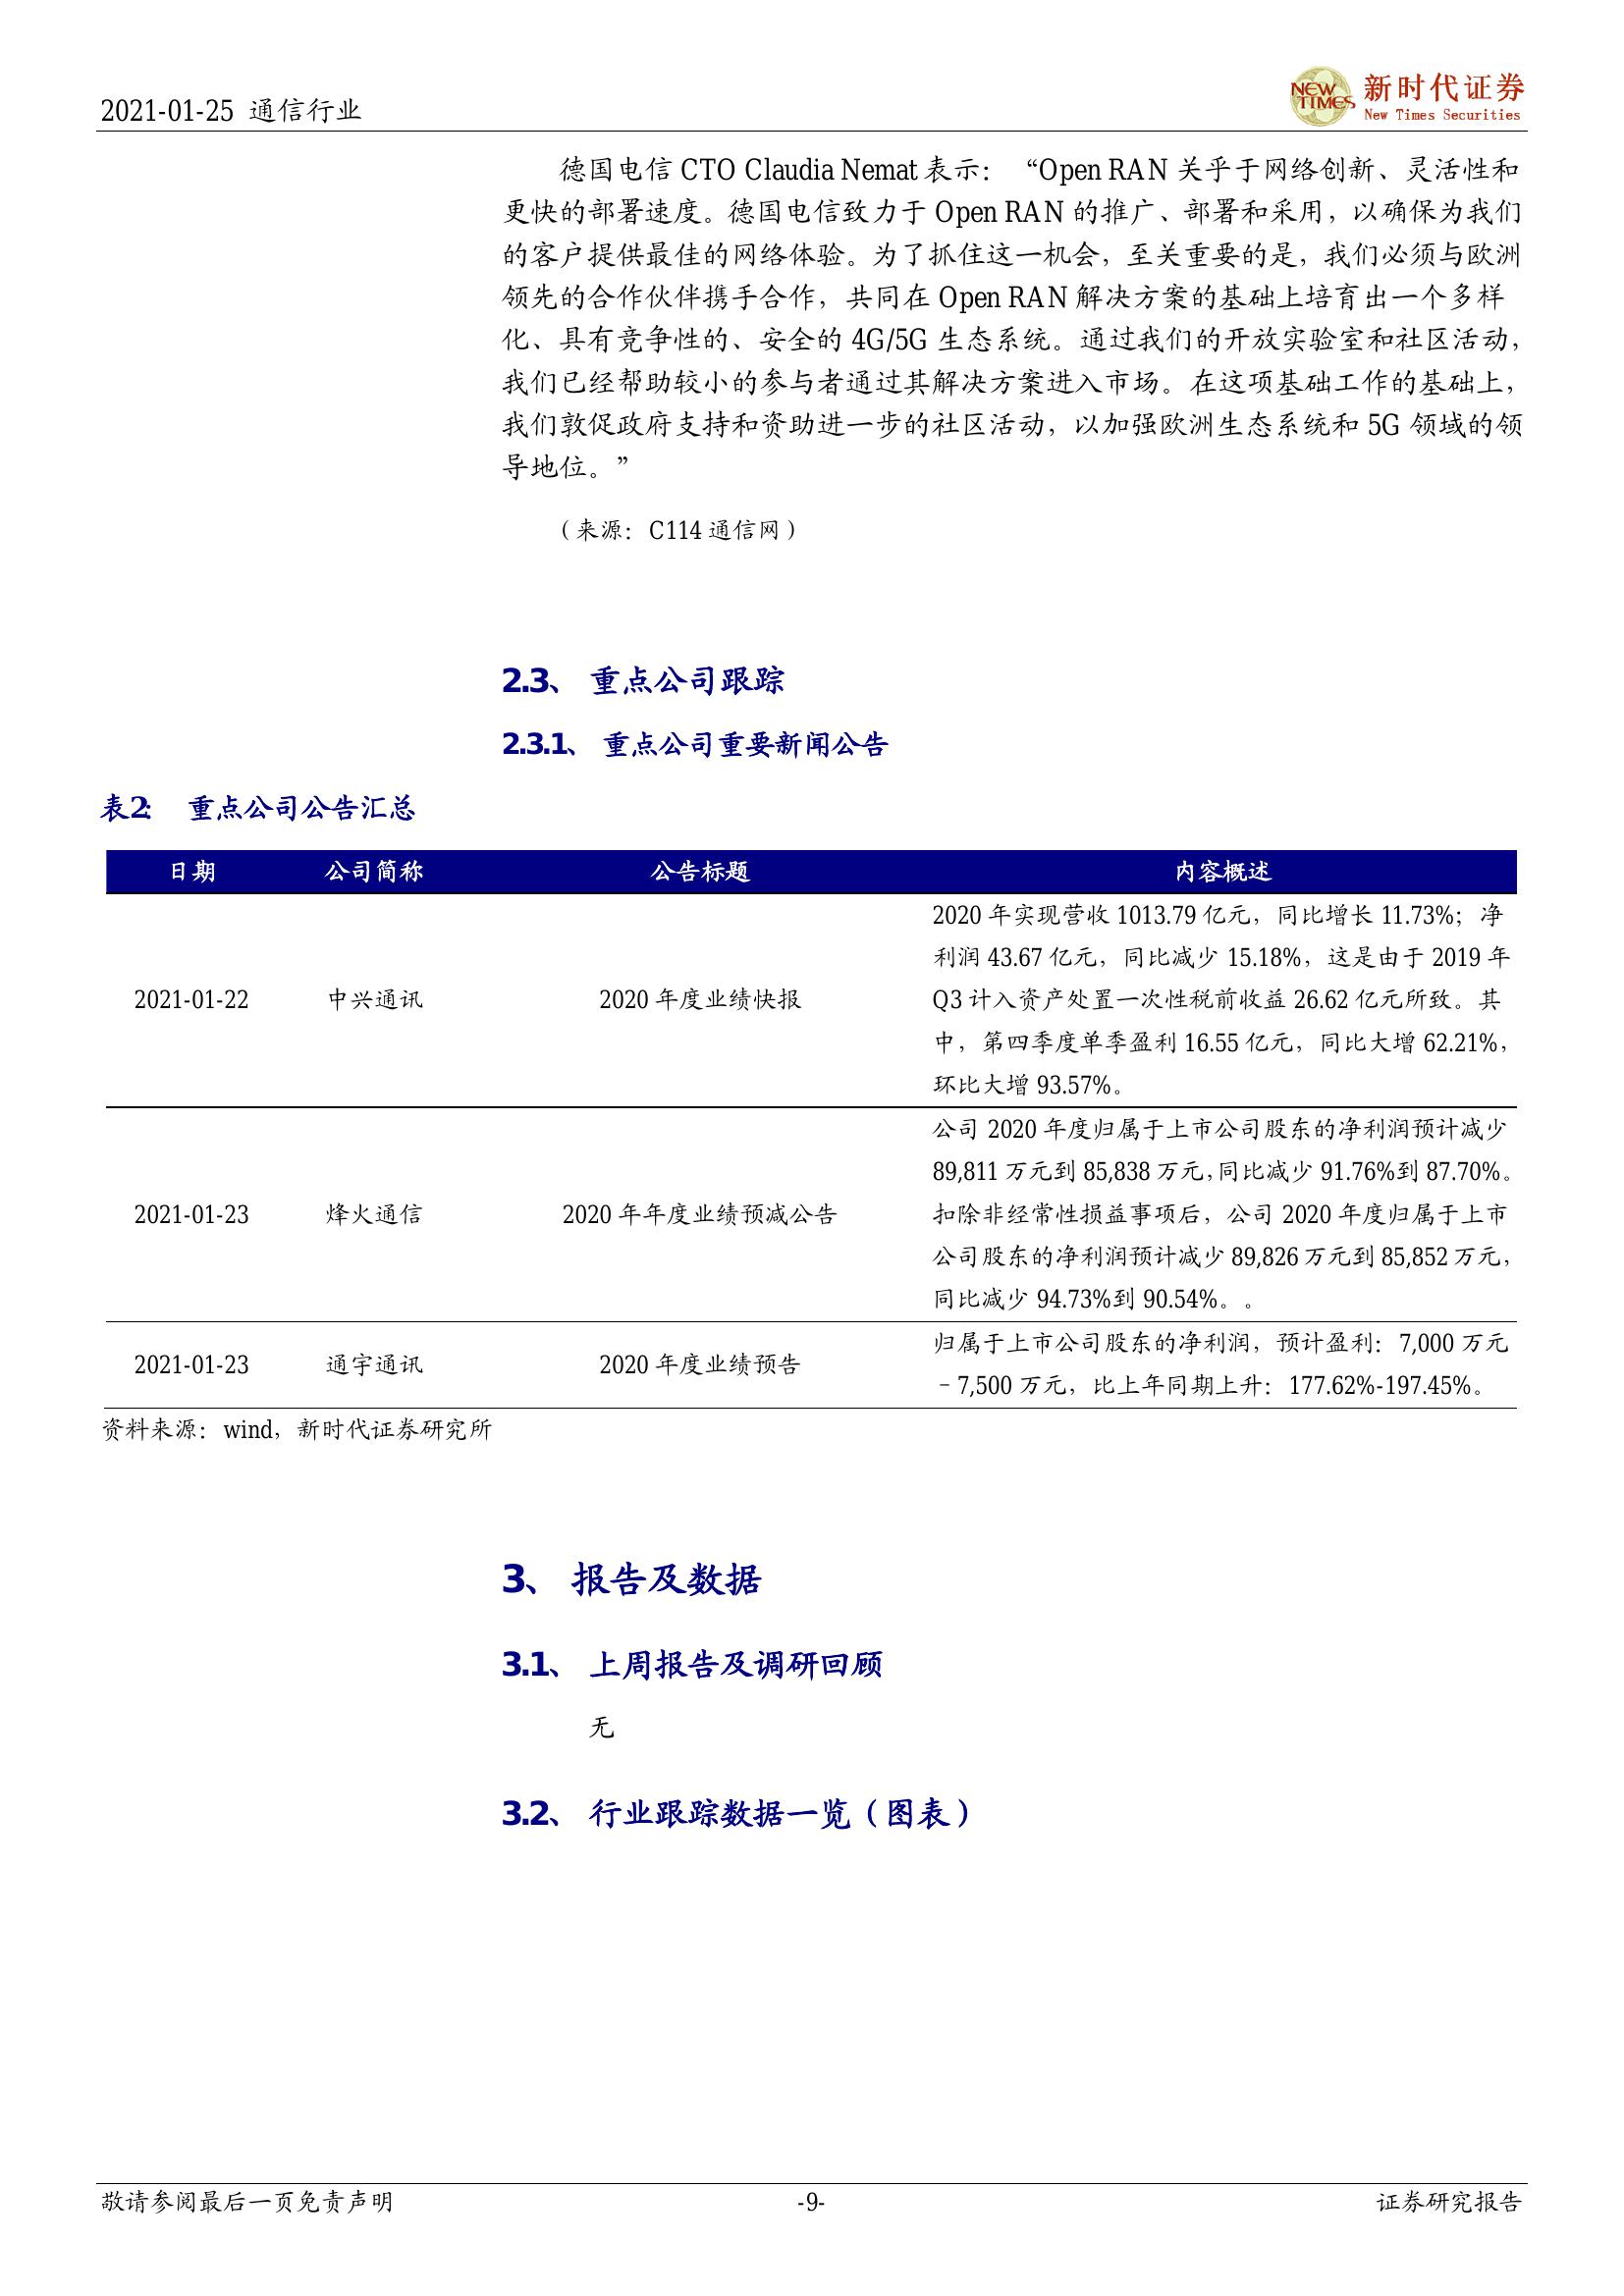 2021-01-25 通信行业
NEW TIMES 新时代证券
New Times Securities
德国电信 CTO Claudia Nemat 表示： “Open RAN 关乎于网络创新、灵活性和
更快的部署速度。德国电信致力于 Open RAN 的推广、部署和采用，以确保为我们
的客户提供最佳的网络体验。为了抓住这一机会，至关重要的是，我们必须与欧洲
领先的合作伙伴携手合作，共同在 Open RAN 解决方案的基础上培育出一个多样
化、具有竞争性的、安全的 4G/5G 生态系统。通过我们的开放实验室和社区活动，
我们已经帮助较小的参与者通过其解决方案进入市场。在这项基础工作的基础上，
我们敦促政府支持和资助进一步的社区活动，以加强欧洲生态系统和 5G 领域的领
导地位。”
（来源：C114 通信网）
2.3、 重点公司跟踪
2.3.1、 重点公司重要新闻公告
表2： 重点公司公告汇总
日期 公司简称 公告标题 内容概述
2021-01-22 中兴通讯 2020 年度业绩快报
2020 年实现营收 1013.79 亿元，同比增长 11.73%；净
利润 43.67 亿元，同比减少 15.18%，这是由于 2019 年
Q3 计入资产处置一次性税前收益 26.62 亿元所致。其
中，第四季度单季盈利 16.55 亿元，同比大增 62.21%，
环比大增 93.57%。
2021-01-23 烽火通信 2020 年年度业绩预减公告
公司 2020 年度归属于上市公司股东的净利润预计减少
89,811 万元到 85,838 万元，同比减少 91.76%到 87.70%。
扣除非经常性损益事项后，公司 2020 年度归属于上市
公司股东的净利润预计减少 89,826 万元到 85,852 万元，
同比减少 94.73%到 90.54%。。
2021-01-23 通宇通讯 2020 年度业绩预告
归属于上市公司股东的净利润，预计盈利：7,000 万元
–7,500 万元，比上年同期上升：177.62%-197.45%。
资料来源：wind，新时代证券研究所
3、 报告及数据
3.1、 上周报告及调研回顾
无
3.2、 行业跟踪数据一览（图表）
敬请参阅最后一页免责声明 -9- 证券研究报告